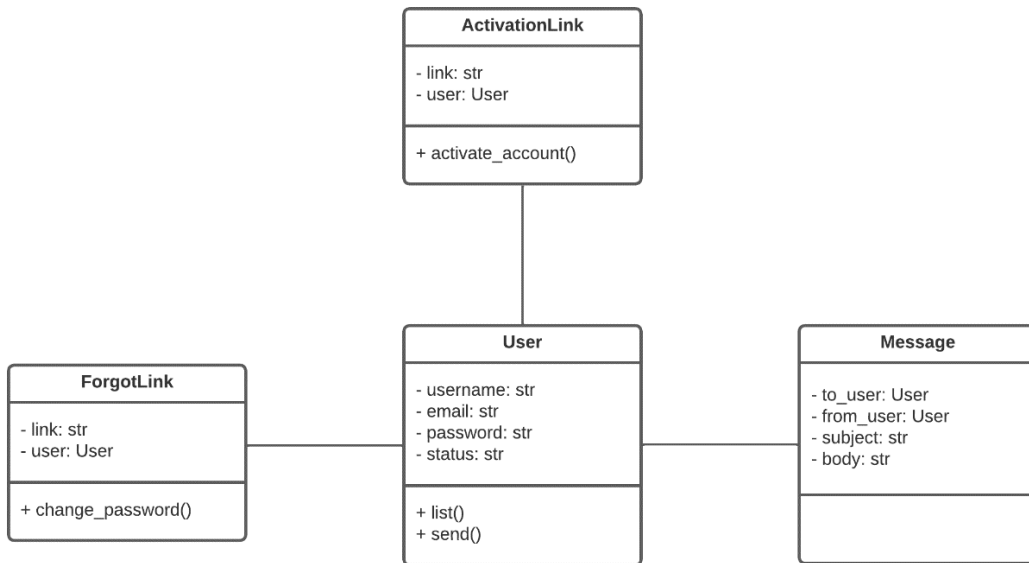 ActivationLink
- link: str
- user: User
+ activate_account()
User
- username: str
- email: str
- password: str
- status: str
+ list()
+ send()
Message
- to_user: User
- from_user: User
- subject: str
- body: str
ForgotLink
- link: str
- user: User
+ change_password()